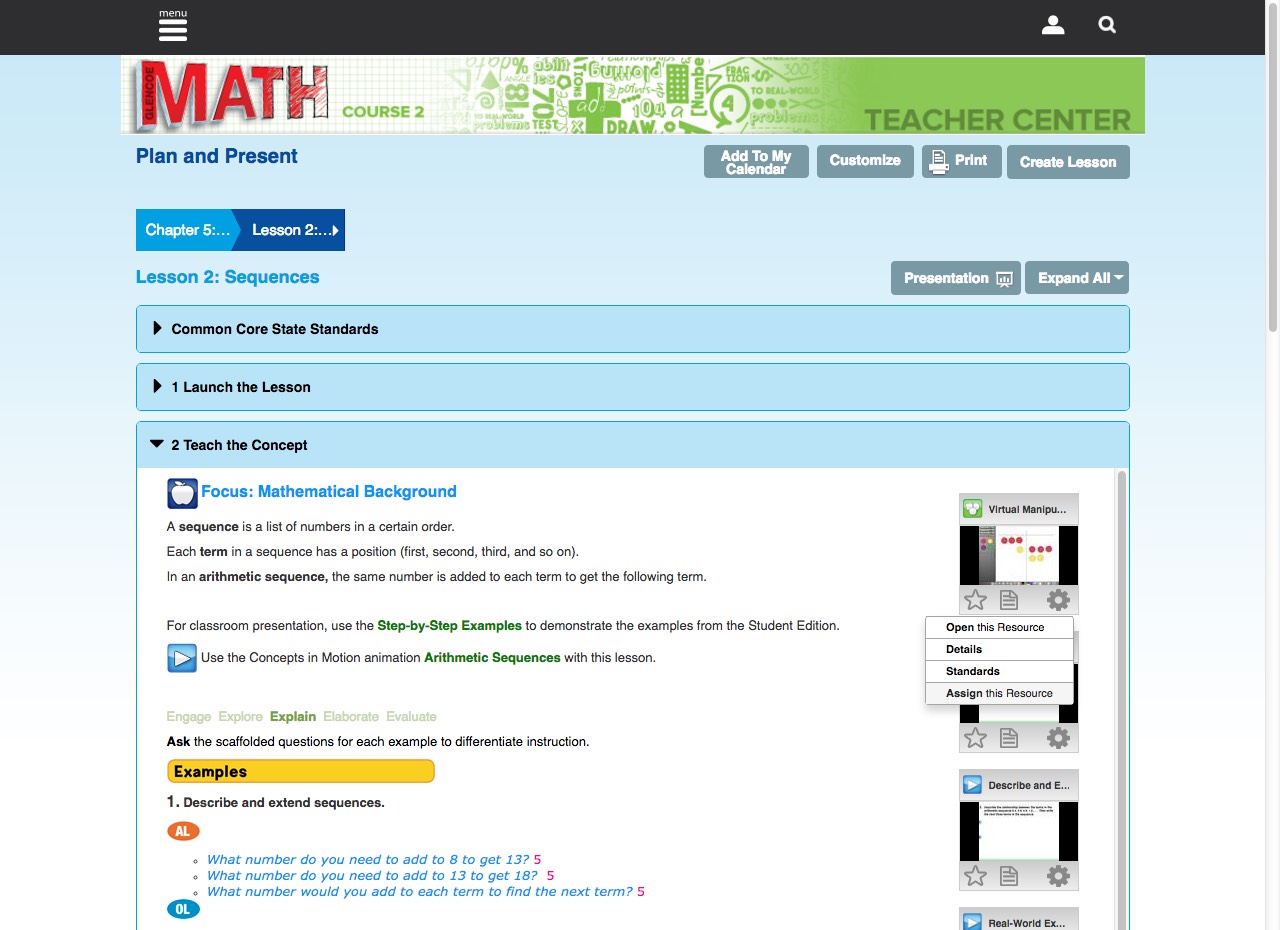 menu
GLENCOE MATH COURSE 2
TEACHER CENTER
Plan and Present
Add To My Calendar
Customize
Print
Create Lesson
Chapter 5:...
Lesson 2:...
Lesson 2: Sequences
Presentation
Expand All
Common Core State Standards
1 Launch the Lesson
2 Teach the Concept
Focus: Mathematical Background
Virtual Manipu...
A sequence is a list of numbers in a certain order.
Each term in a sequence has a position (first, second, third, and so on).
In an arithmetic sequence, the same number is added to each term to get the following term.
For classroom presentation, use the Step-by-Step Examples to demonstrate the examples from the Student Edition.
Use the Concepts in Motion animation Arithmetic Sequences with this lesson.
Open this Resource
Details
Standards
Assign this Resource
Engage Explore Explain Elaborate Evaluate
Ask the scaffolded questions for each example to differentiate instruction.
Examples
1. Describe and extend sequences.
Describe and E...
AL
What number do you need to add to 8 to get 13? 5
What number do you need to add to 13 to get 18? 5
What number would you add to each term to find the next term? 5
OL
Real-World Ex...